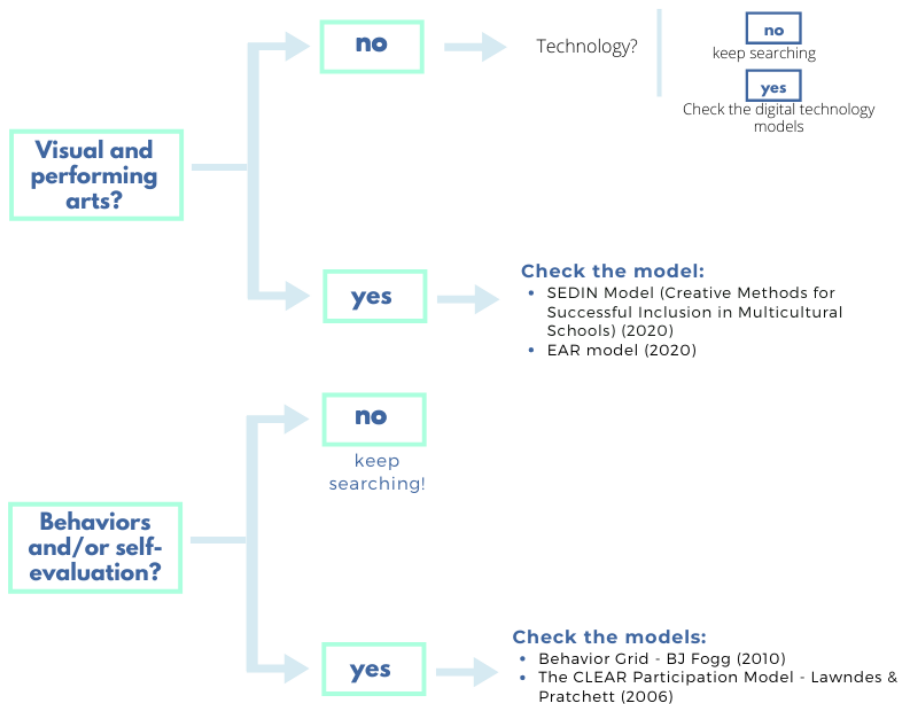 no
Technology?
no
keep searching
yes
Check the digital technology
models
Visual and
performing
arts?
yes
Check the model:
• SEDIN Model (Creative Methods for
Successful Inclusion in Multicultural
Schools) (2020)
• EAR model (2020)
no
keep
searching!
Behaviors
and/or self-
evaluation?
yes
Check the models:
• Behavior Grid - BJ Fogg (2010)
• The CLEAR Participation Model - Lawndes &
Pratchett (2006)